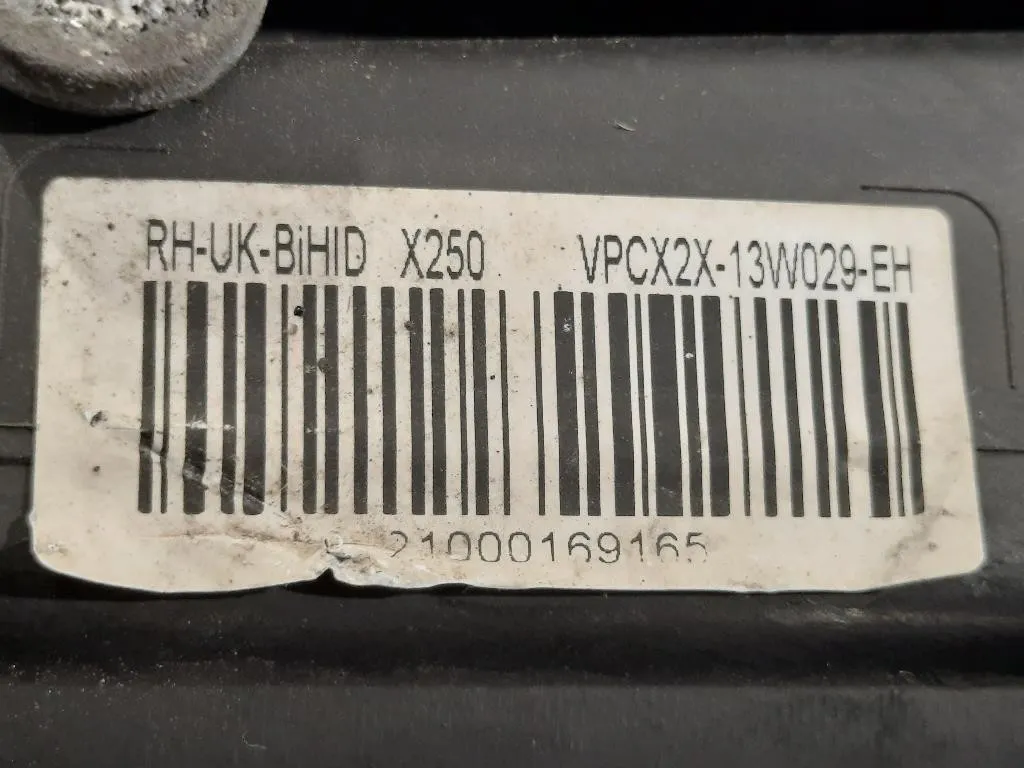 RH-UK-BiHID X250 VPCX2X-13W029-EH
21000169165